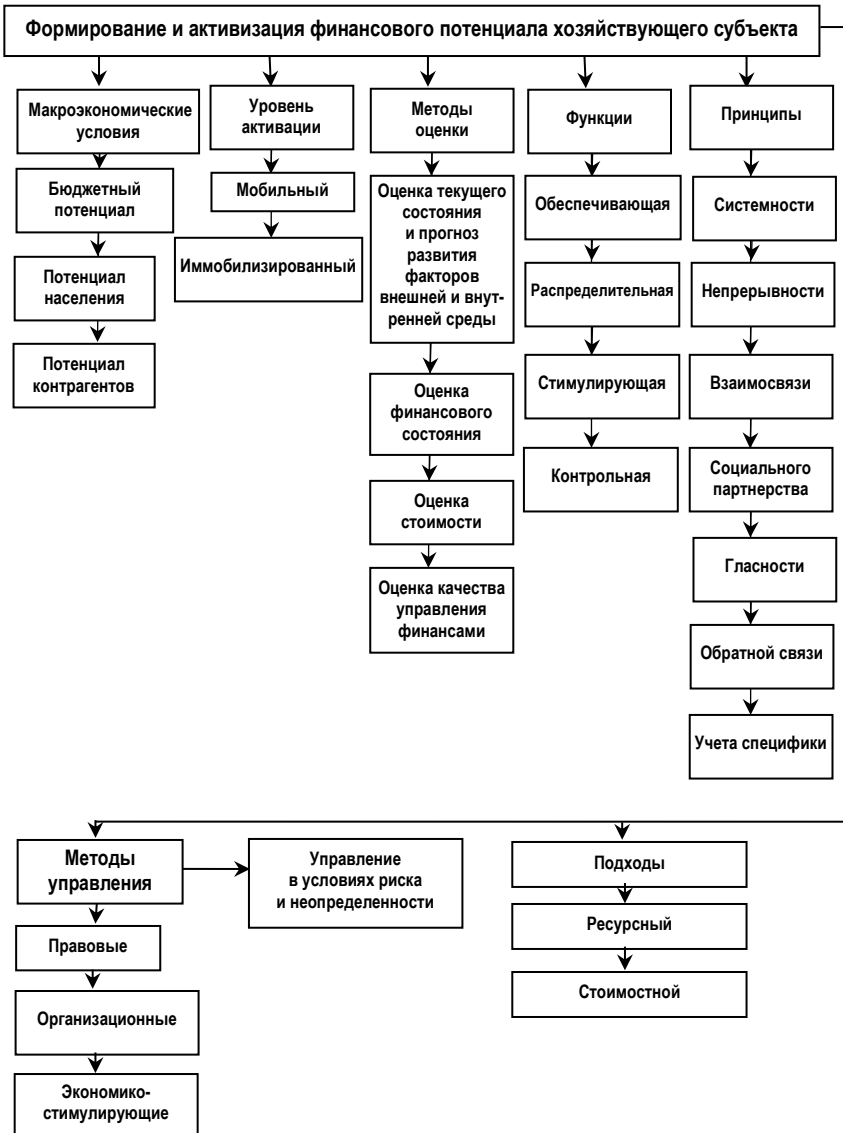 Формирование и активизация финансового потенциала хозяйствующего субъекта
Макроэкономические
условия
Бюджетный
потенциал
Потенциал
населения
Потенциал
контрагентов
Уровень
активации
Мобильный
Иммобилизированный
Методы
оценки
Оценка текущего
состояния
и прогноз
развития
факторов
внешней и внут-
ренней среды
Оценка
финансового
состояния
Оценка
стоимости
Оценка качества
управления
финансами
Функции
Обеспечивающая
Распределительная
Стимулирующая
Контрольная
Принципы
Системности
Непрерывности
Взаимосвязи
Социального
партнерства
Гласности
Обратной связи
Учета специфики
Методы
управления
Правовые
Организационные
Экономико-
стимулирующие
Управление
в условиях риска
и неопределенности
Подходы
Ресурсный
Стоимостной